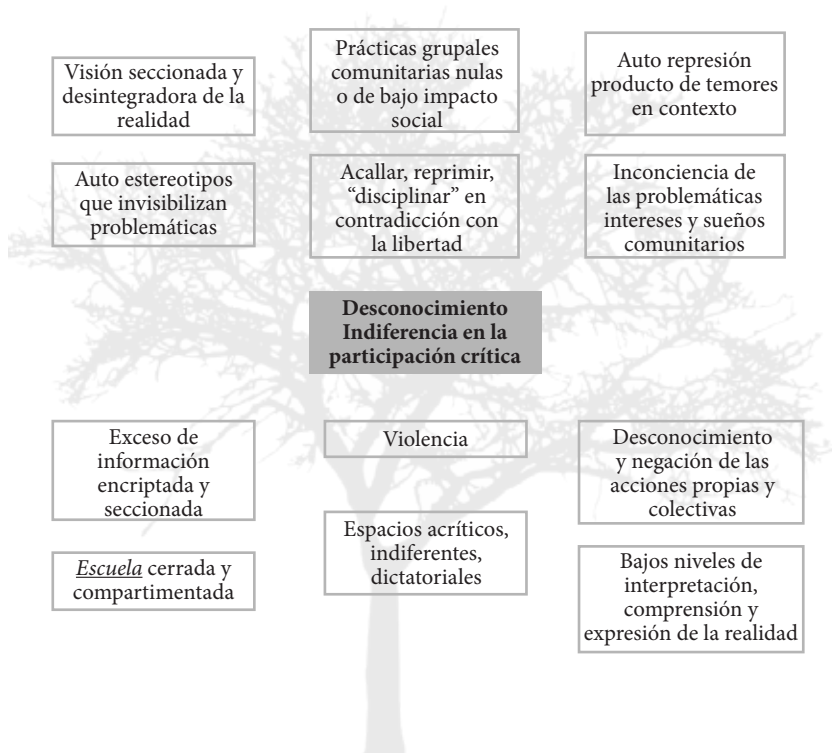 Visión seccionada y
desintegradora de la
realidad
Prácticas grupales
comunitarias nulas
o de bajo impacto
social
Auto represión
producto de temores
en contexto
Auto estereotipos
que invisibilizan
problemáticas
Acallar, reprimir,
“disciplinar” en
contradicción con
la libertad
Inconciencia de
las problemáticas
intereses y sueños
comunitarios
Desconocimiento
Indiferencia en la
participación crítica
Exceso de
información
encriptada y
seccionada
Violencia
Desconocimiento
y negación de las
acciones propias y
colectivas
Escuela cerrada y
compartimentada
Espacios acríticos,
indiferentes,
dictatoriales
Bajos niveles de
interpretación,
comprensión y
expresión de la realidad